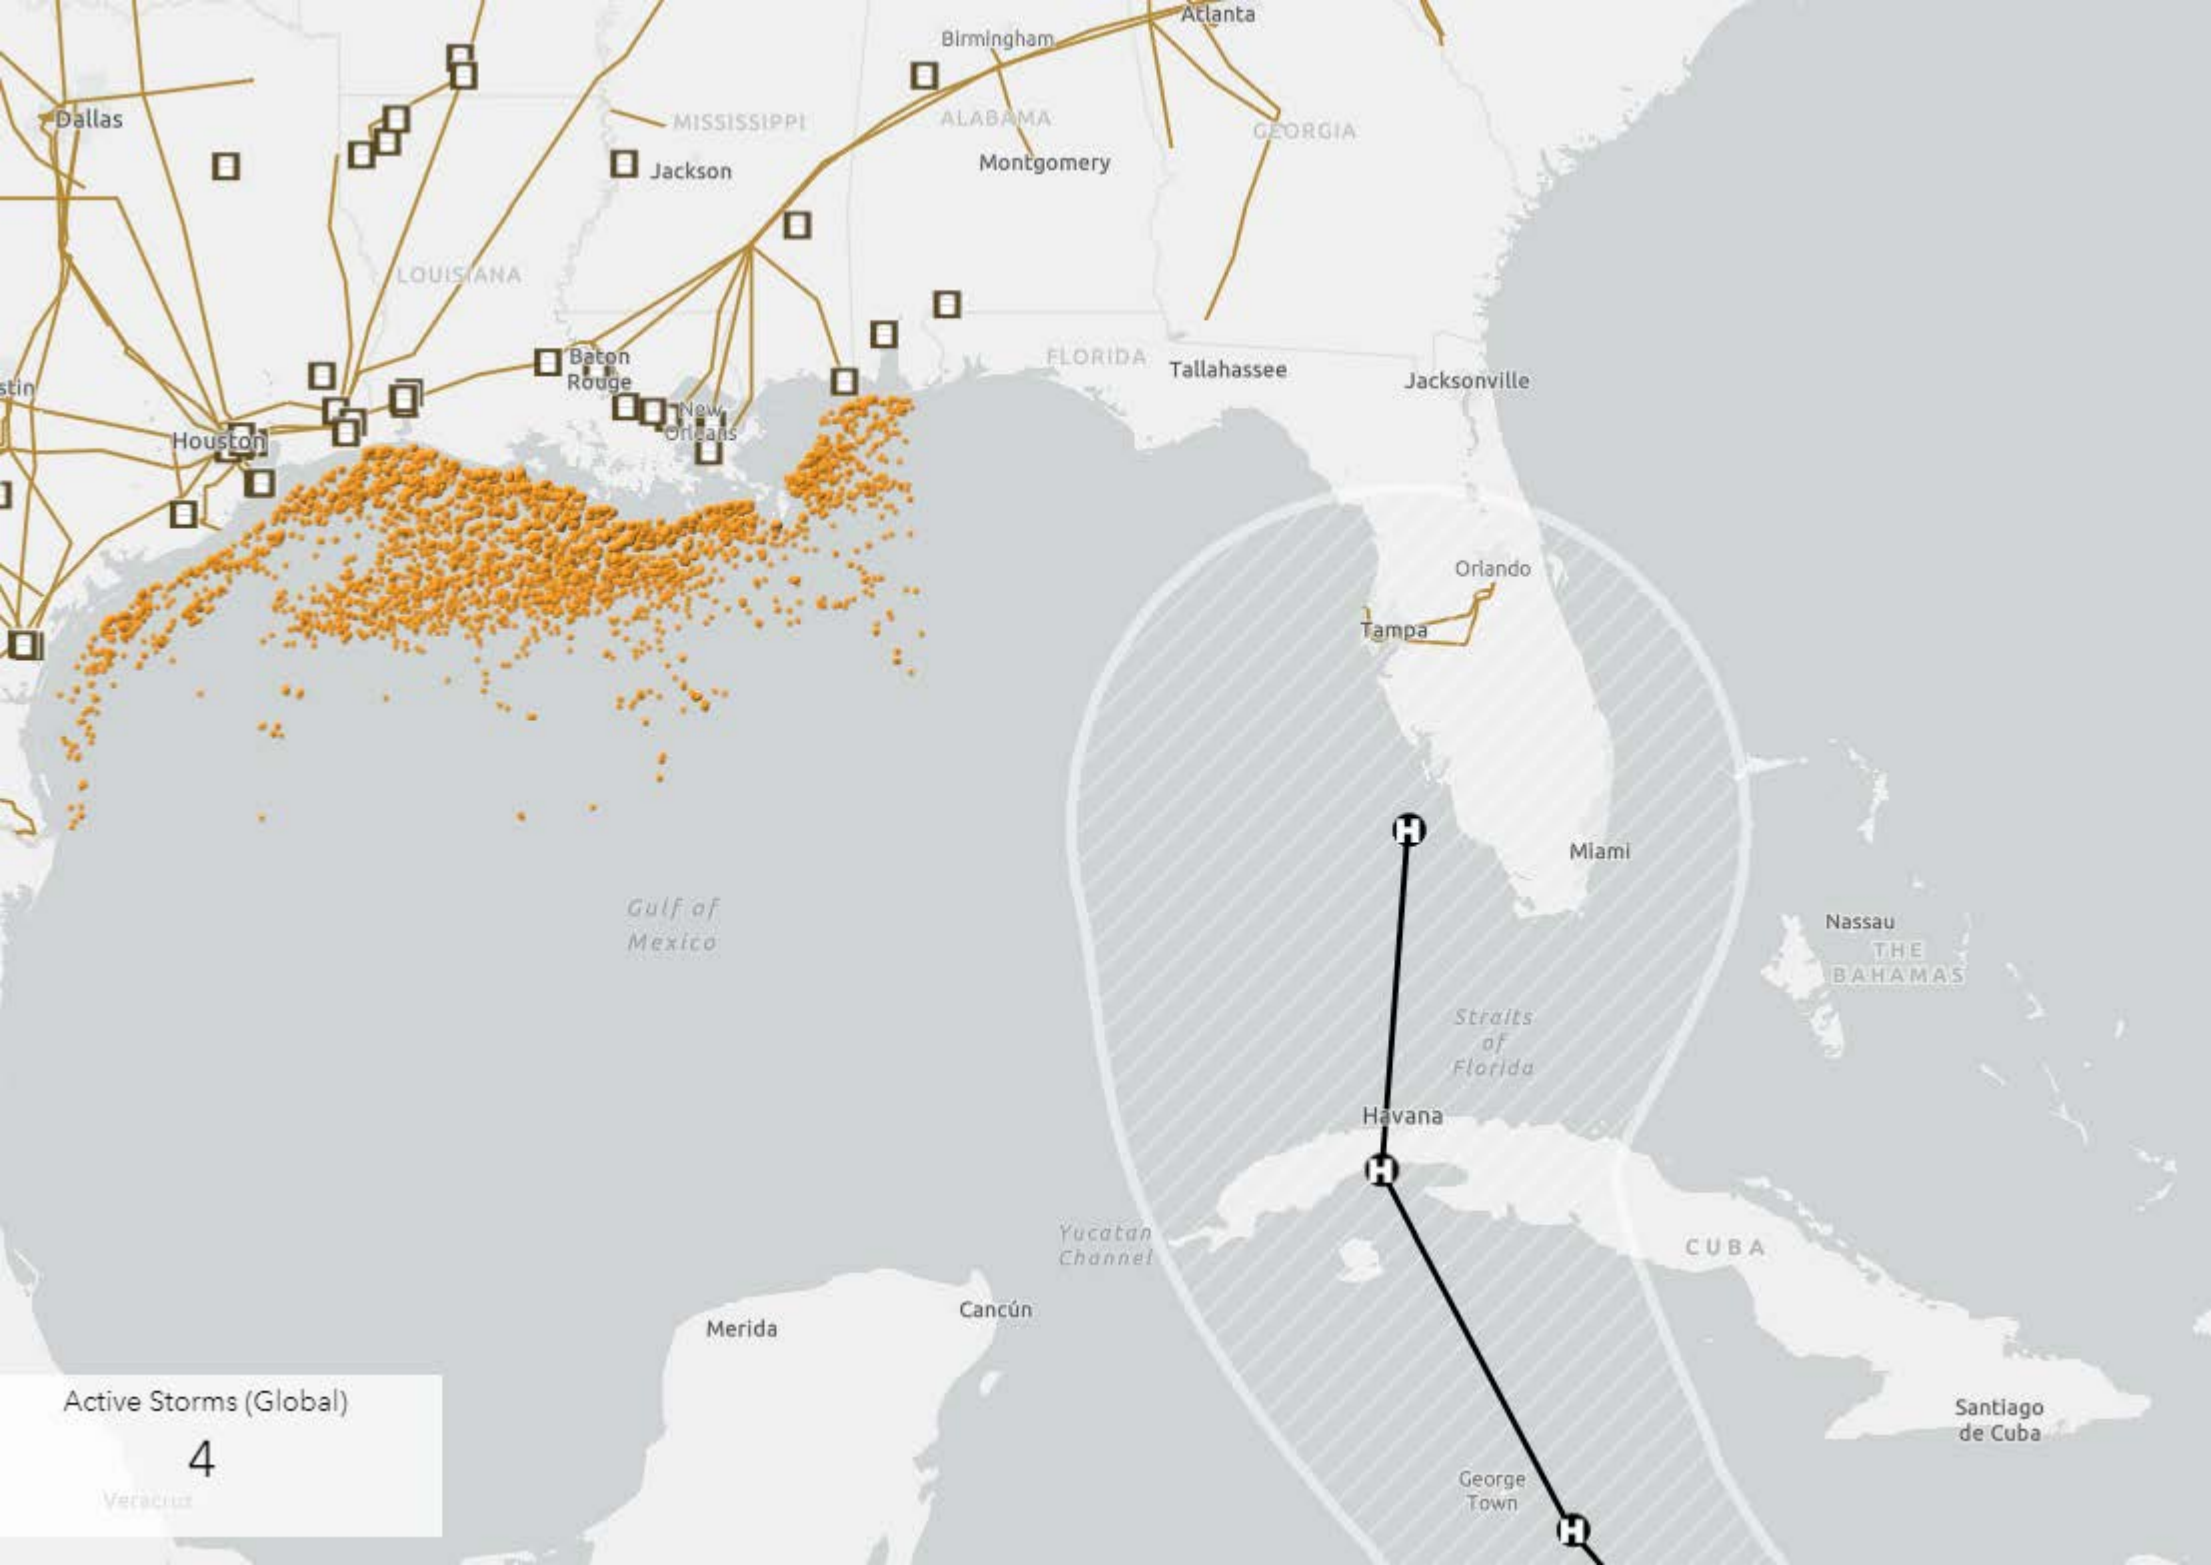 Atlanta
Birmingham
Dallas
MISSISSIPPI
ALABAMA
GEORGIA
Jackson
Montgomery
LOUISIANA
Baton
Rouge
FLORIDA
Tallahassee
Jacksonville
stin
New
Orleans
Houston
Orlando
Tampa
H
Miami
Gulf of
Mexico
Nassau
THE
BAHAMAS
Straits
of
Florida
Havana
H
Yucatan
Channel
CUBA
Cancún
Merida
Active Storms (Global)
4
Santiago
de Cuba
George
Town
Veracruz
H